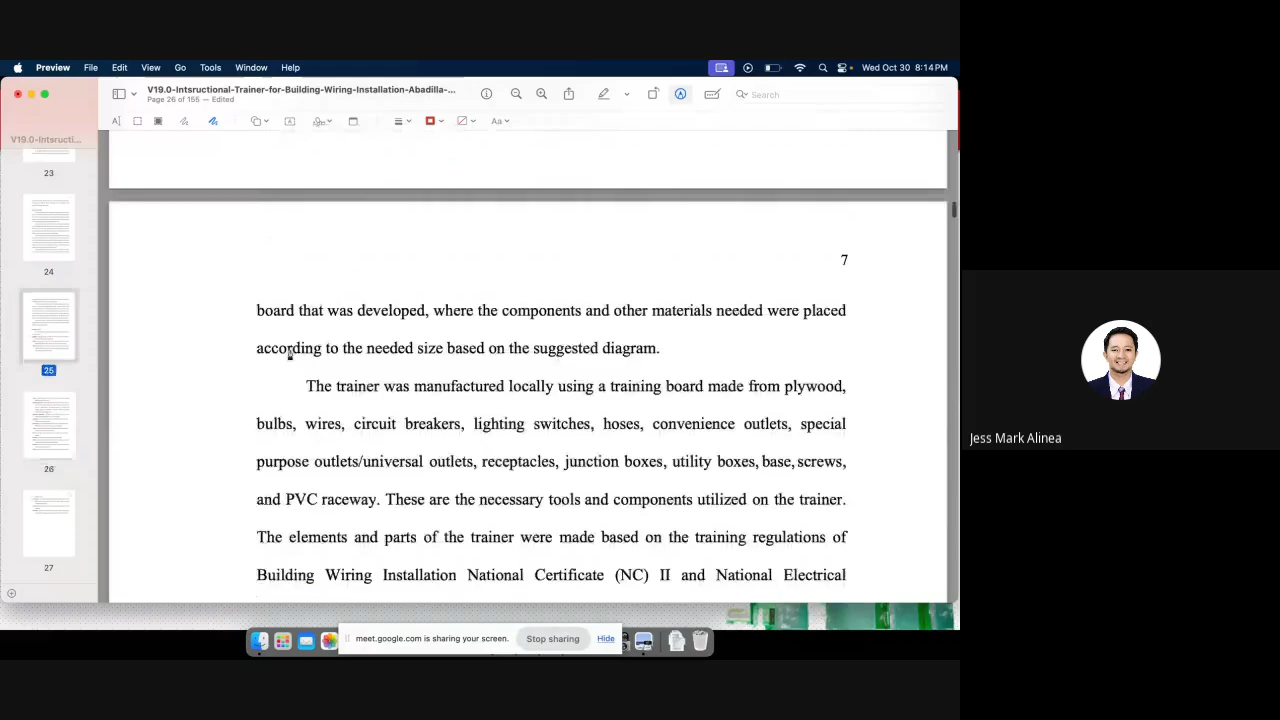 Preview File Edit View Go Tools Window Help Wed Oct 30 8:14 PM
V19.0-Intsructional-Trainer-for-Building-Wiring-Installation-Abadilla-...
Page 26 of 155 — Edited
Search
Aa
V19.0-Intsructi...
23
24
25
26
27
7
board that was developed, where the components and other materials needed were placed
according to the needed size based on the suggested diagram.
The trainer was manufactured locally using a training board made from plywood,
bulbs, wires, circuit breakers, lighting switches, hoses, convenience outlets, special
purpose outlets/universal outlets, receptacles, junction boxes, utility boxes, base, screws,
and PVC raceway. These are the necessary tools and components utilized on the trainer.
The elements and parts of the trainer were made based on the training regulations of
Building Wiring Installation National Certificate (NC) II and National Electrical
meet.google.com is sharing your screen. Stop sharing Hide
Jess Mark Alinea